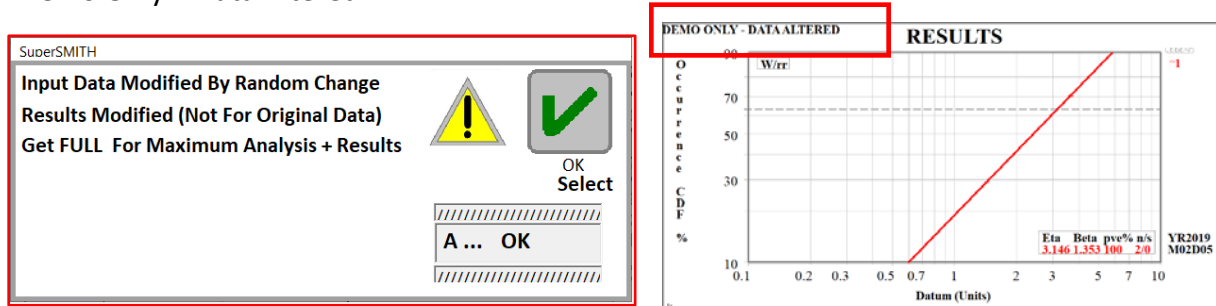 SuperSMITH
Input Data Modified By Random Change
Results Modified (Not For Original Data)
Get FULL For Maximum Analysis + Results
OK
Select
A ... OK
DEMO ONLY - DATA ALTERED
RESULTS
W/rr
Occurrence CDF %
90
70
50
30
10
1
Eta Beta pve% n/s
3.146 1.353 100 2/0
YR2019
M02D05
0.1 0.2 0.3 0.5 0.7 1 2 3 5 7 10
Datum (Units)